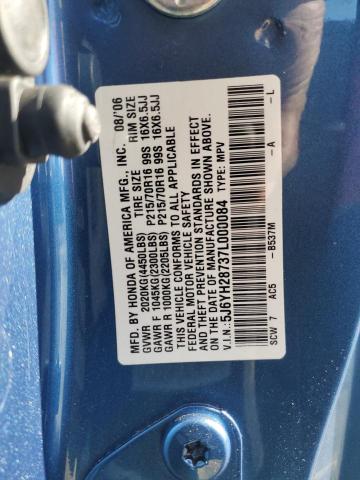 MFD. BY HONDA OF AMERICA MFG., INC. 08/'06
TIRE SIZE RIM SIZE
GVWR 2020KG(4450LBS)
GAWR F 1045KG(2300LBS) P215/70R16 99S 16X6.5JJ
GAWR R 1000KG(2205LBS) P215/70R16 99S 16X6.5JJ
THIS VEHICLE CONFORMS TO ALL APPLICABLE
FEDERAL MOTOR VEHICLE SAFETY, BUMPER, AND
THEFT PREVENTION STANDARDS IN EFFECT
ON THE DATE OF MANUFACTURE SHOWN ABOVE.
V.I.N.: 5J6YH28737L000084 TYPE: MPV
SCW 7 AC5 -B537M -A -L